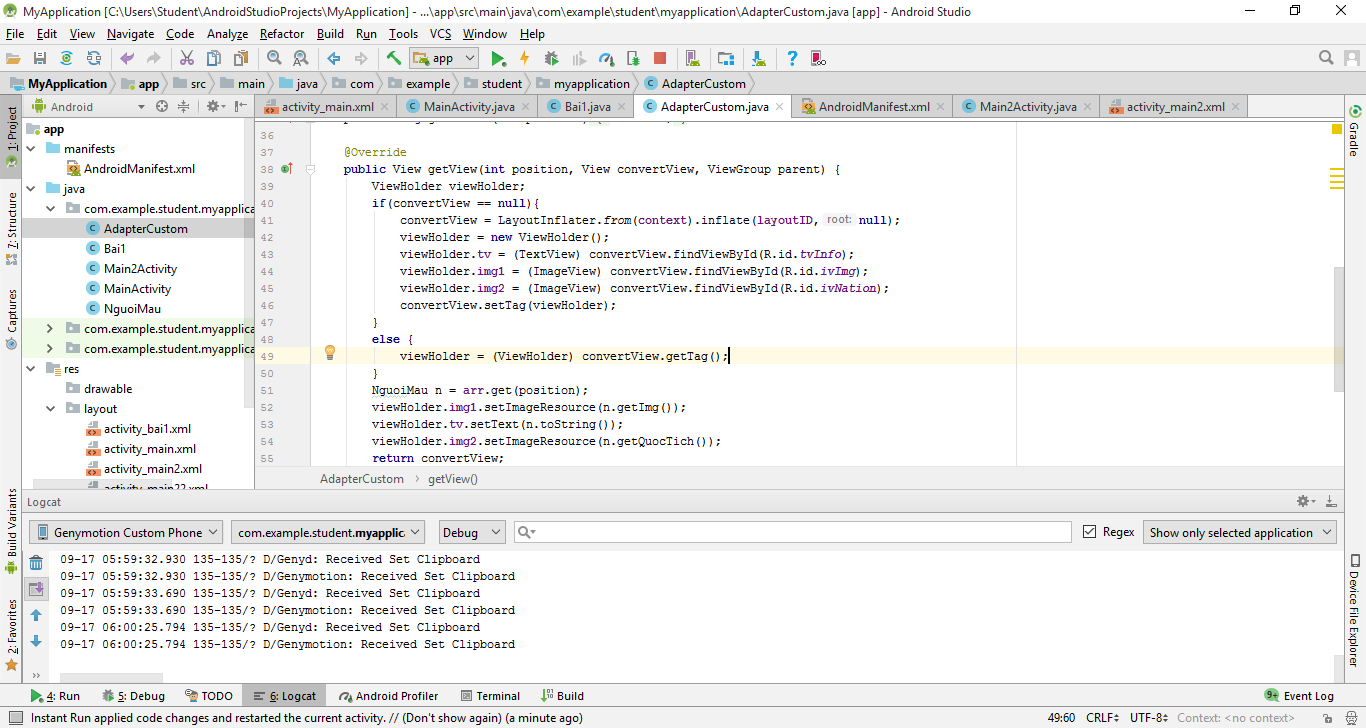 MyApplication [C:\Users\Student\AndroidStudioProjects\MyApplication] - ...\app\src\main\java\com\example\student\myapplication\AdapterCustom.java [app] - Android Studio
File Edit View Navigate Code Analyze Refactor Build Run Tools VCS Window Help
app
MyApplication app src main java com example student myapplication AdapterCustom
Android
activity_main.xml MainActivity.java Bai1.java AdapterCustom.java AndroidManifest.xml Main2Activity.java activity_main2.xml
1: Project
7: Structure
Captures
Build Variants
2: Favorites
app
manifests
AndroidManifest.xml
java
com.example.student.myapplica
AdapterCustom
Bai1
Main2Activity
MainActivity
NguoiMau
com.example.student.myapplica
com.example.student.myapplica
res
drawable
layout
activity_bai1.xml
activity_main.xml
activity_main2.xml
activity_main22.xml
36
37 @Override
38 public View getView(int position, View convertView, ViewGroup parent) {
39 ViewHolder viewHolder;
40 if(convertView == null){
41 convertView = LayoutInflater.from(context).inflate(layoutID, root: null);
42 viewHolder = new ViewHolder();
43 viewHolder.tv = (TextView) convertView.findViewById(R.id.tvInfo);
44 viewHolder.img1 = (ImageView) convertView.findViewById(R.id.ivImg);
45 viewHolder.img2 = (ImageView) convertView.findViewById(R.id.ivNation);
46 convertView.setTag(viewHolder);
47 }
48 else {
49 viewHolder = (ViewHolder) convertView.getTag();
50 }
51 NguoiMau n = arr.get(position);
52 viewHolder.img1.setImageResource(n.getImg());
53 viewHolder.tv.setText(n.toString());
54 viewHolder.img2.setImageResource(n.getQuocTich());
55 return convertView;
AdapterCustom › getView()
Gradle
Device File Explorer
Logcat
Genymotion Custom Phone com.example.student.myapplic Debug Regex Show only selected application
09-17 05:59:32.930 135-135/? D/Genyd: Received Set Clipboard
09-17 05:59:32.930 135-135/? D/Genymotion: Received Set Clipboard
09-17 05:59:33.690 135-135/? D/Genyd: Received Set Clipboard
09-17 05:59:33.690 135-135/? D/Genymotion: Received Set Clipboard
09-17 06:00:25.794 135-135/? D/Genyd: Received Set Clipboard
09-17 06:00:25.794 135-135/? D/Genymotion: Received Set Clipboard
4: Run 5: Debug TODO 6: Logcat Android Profiler Terminal Build 9+ Event Log
Instant Run applied code changes and restarted the current activity. // (Don't show again) (a minute ago) 49:60 CRLF UTF-8 Context: <no context>